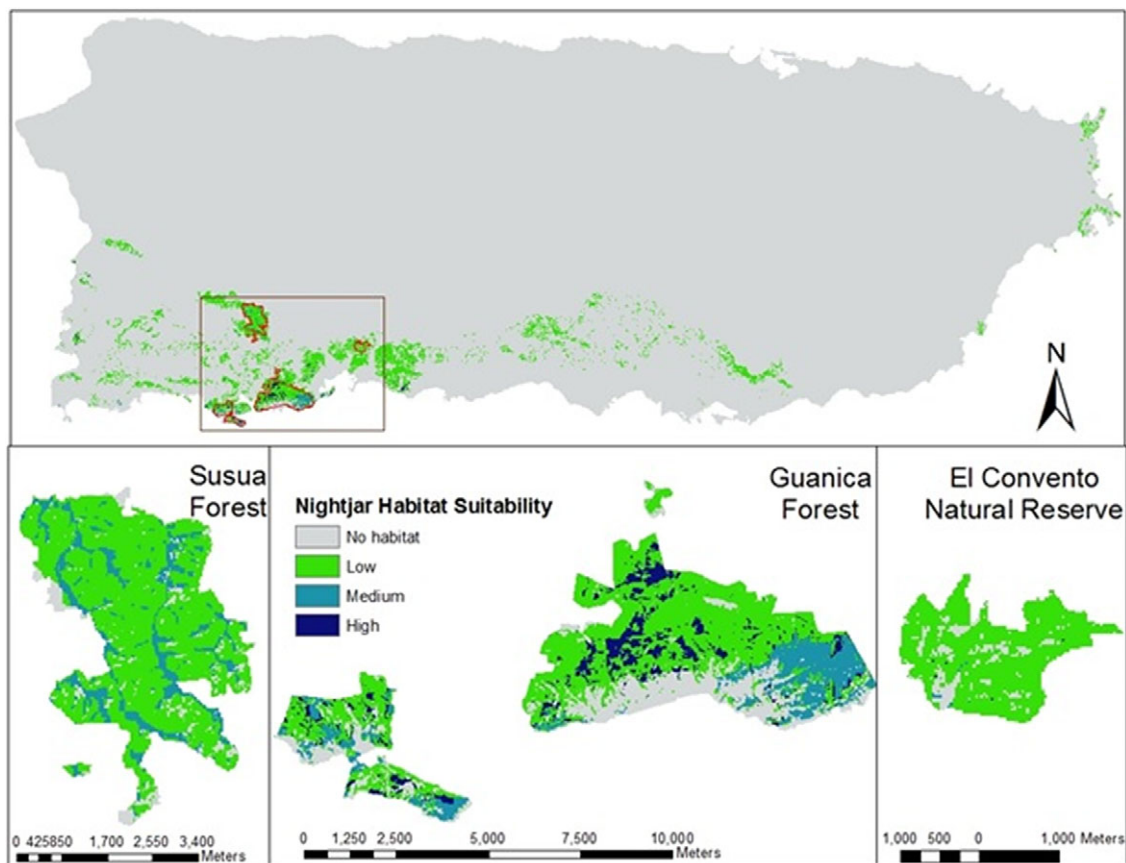 N
Susua
Forest
Nightjar Habitat Suitability
No habitat
Low
Medium
High
Guanica
Forest
El Convento
Natural Reserve
0 425850 1,700 2,550 3,400
Meters
0 1,250 2,500 5,000 7,500 10,000
Meters
1,000 500 0 1,000 Meters